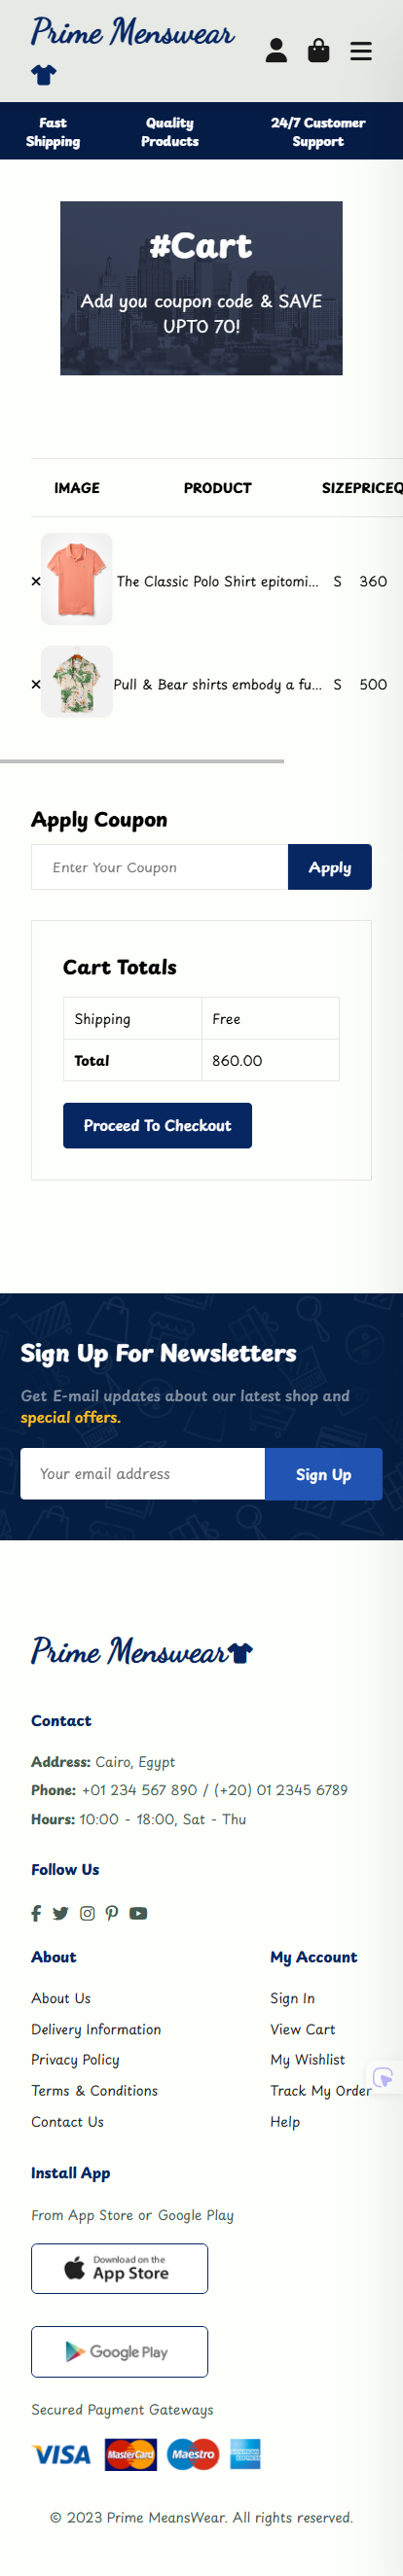 Prime Menswear
Fast Shipping
Quality Products
24/7 Customer Support
#Cart
Add you coupon code & SAVE
UPTO 70!
IMAGE PRODUCT SIZE PRICE Q
× The Classic Polo Shirt epitomi... S 360
× Pull & Bear shirts embody a fu... S 500
Apply Coupon
Enter Your Coupon Apply
Cart Totals
Shipping Free
Total 860.00
Proceed To Checkout
Sign Up For Newsletters
Get E-mail updates about our latest shop and
special offers.
Your email address Sign Up
Prime Menswear
Contact
Address: Cairo, Egypt
Phone: +01 234 567 890 / (+20) 01 2345 6789
Hours: 10:00 - 18:00, Sat - Thu
Follow Us
About
About Us
Delivery Information
Privacy Policy
Terms & Conditions
Contact Us
My Account
Sign In
View Cart
My Wishlist
Track My Order
Help
Install App
From App Store or Google Play
Download on the
App Store
Google Play
Secured Payment Gateways
VISA MasterCard Maestro AMERICAN EXPRESS
© 2023 Prime MeansWear. All rights reserved.